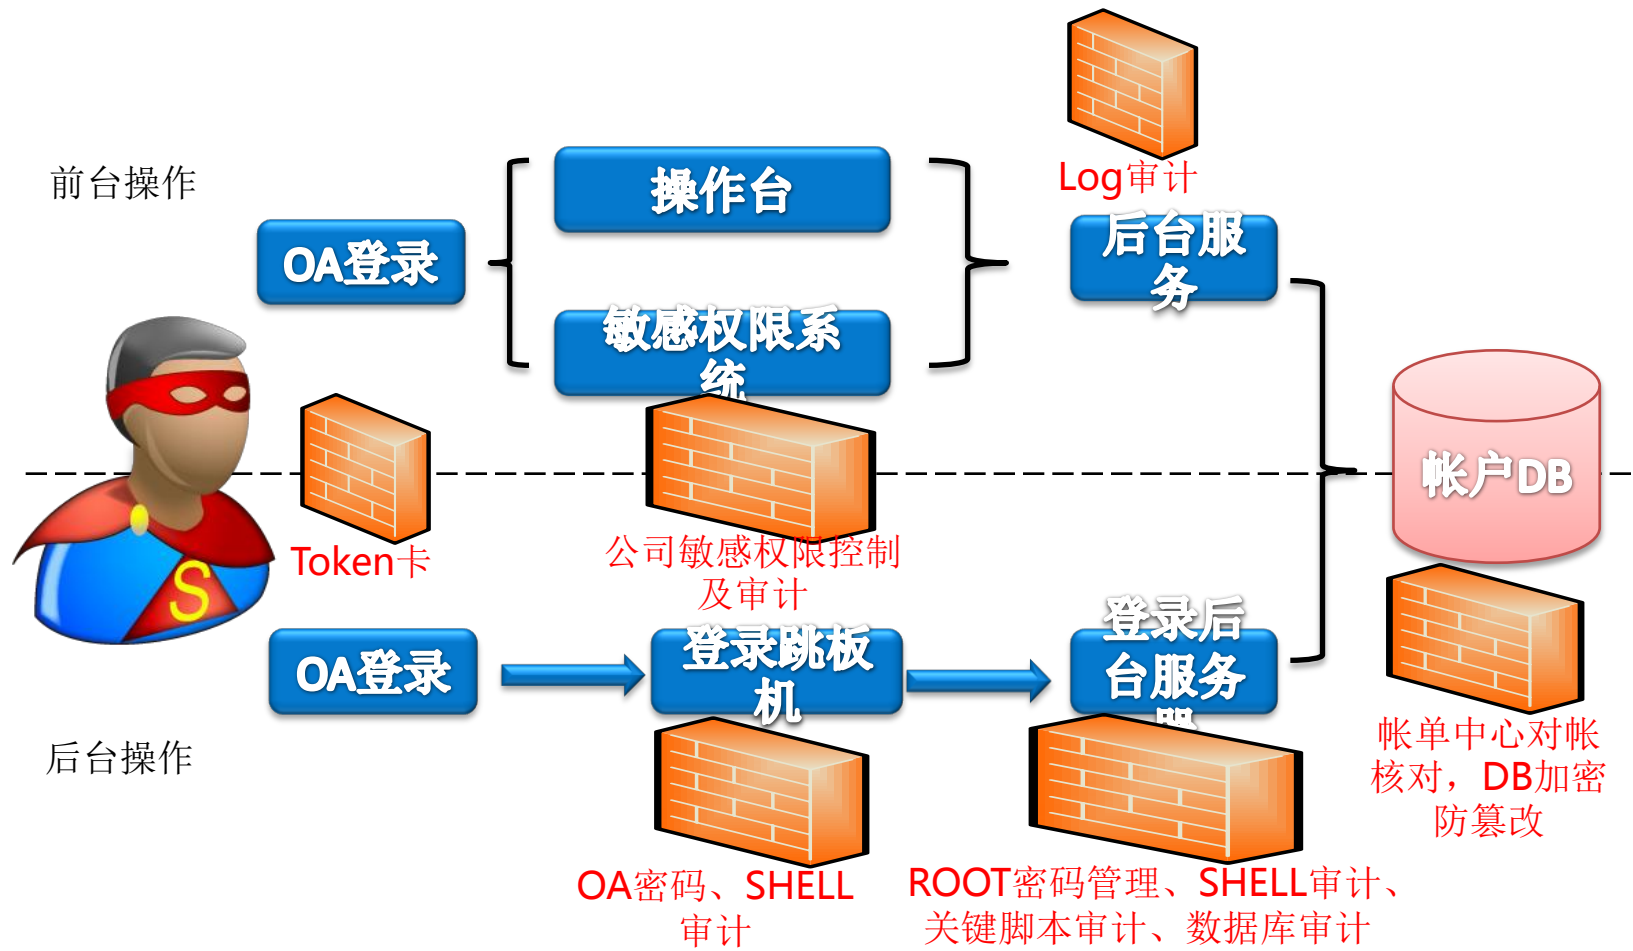 Log审计
前台操作
操作台
OA登录
后台服
务
敏感权限系
统
帐户DB
Token卡
公司敏感权限控制
及审计
S
OA登录
登录跳板
机
登录后
台服务
器
后台操作
帐单中心对帐
核对，DB加密
防篡改
OA密码、SHELL
审计
ROOT密码管理、SHELL审计、
关键脚本审计、数据库审计